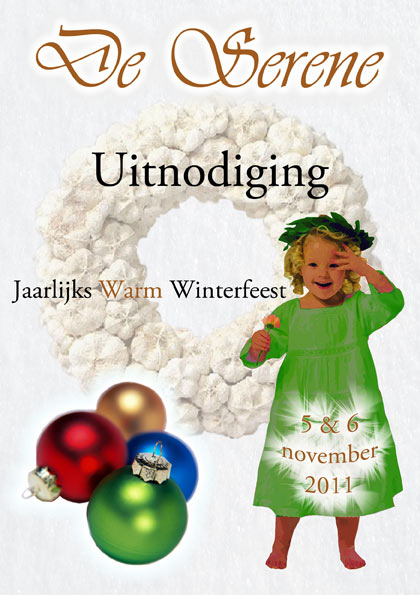 De Serene
Uitnodiging
Jaarlijks Warm Winterfeest
5 & 6
november
2011